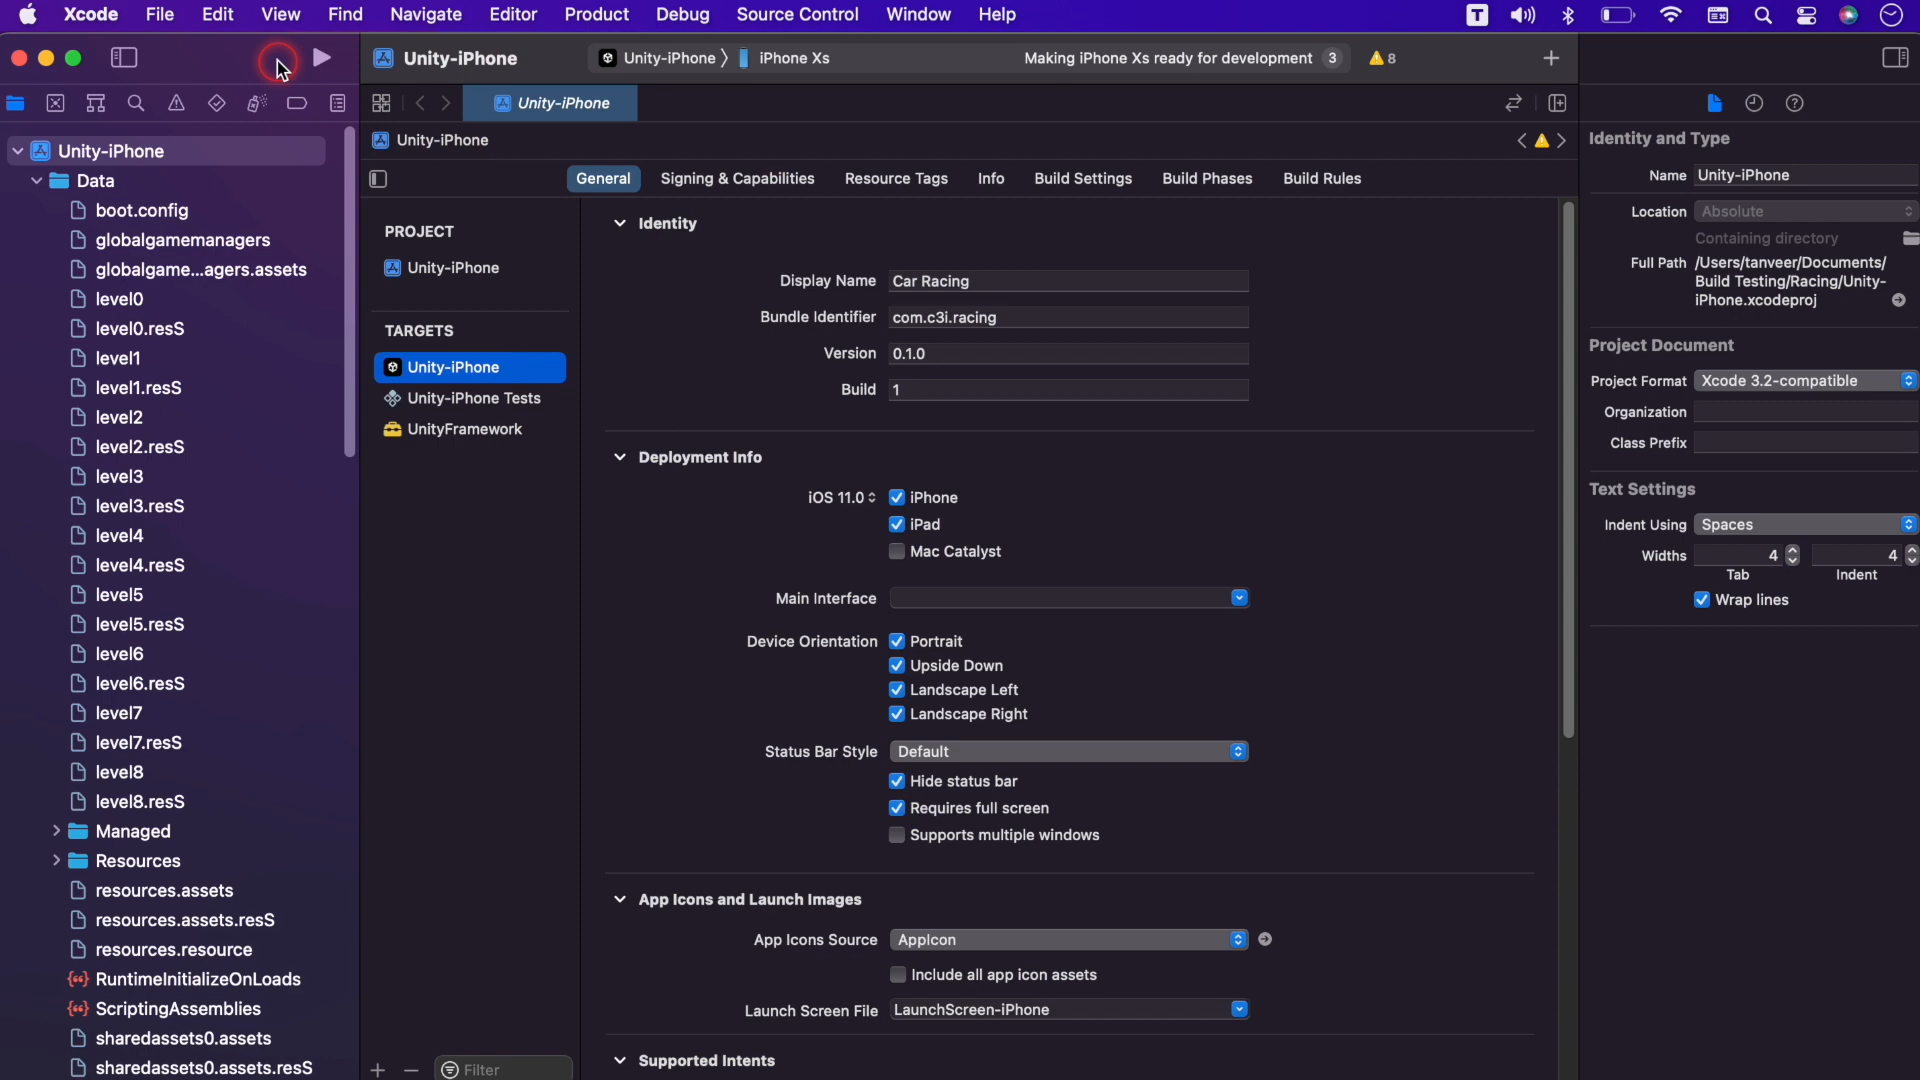 Xcode File Edit View Find Navigate Editor Product Debug Source Control Window Help T
Unity-iPhone Unity-iPhone iPhone Xs Making iPhone Xs ready for development 3 8
Unity-iPhone
Unity-iPhone
General Signing & Capabilities Resource Tags Info Build Settings Build Phases Build Rules
Unity-iPhone
Data
boot.config
globalgamemanagers
globalgame...agers.assets
level0
level0.resS
level1
level1.resS
level2
level2.resS
level3
level3.resS
level4
level4.resS
level5
level5.resS
level6
level6.resS
level7
level7.resS
level8
level8.resS
Managed
Resources
resources.assets
resources.assets.resS
resources.resource
RuntimeInitializeOnLoads
ScriptingAssemblies
sharedassets0.assets
sharedassets0.assets.resS
PROJECT
Unity-iPhone
TARGETS
Unity-iPhone
Unity-iPhone Tests
UnityFramework
Filter
Identity
Display Name Car Racing
Bundle Identifier com.c3i.racing
Version 0.1.0
Build 1
Deployment Info
iOS 11.0 iPhone
iPad
Mac Catalyst
Main Interface
Device Orientation Portrait
Upside Down
Landscape Left
Landscape Right
Status Bar Style Default
Hide status bar
Requires full screen
Supports multiple windows
App Icons and Launch Images
App Icons Source AppIcon
Include all app icon assets
Launch Screen File LaunchScreen-iPhone
Supported Intents
Identity and Type
Name Unity-iPhone
Location Absolute
Containing directory
Full Path /Users/tanveer/Documents/
Build Testing/Racing/Unity-
iPhone.xcodeproj
Project Document
Project Format Xcode 3.2-compatible
Organization
Class Prefix
Text Settings
Indent Using Spaces
Widths 4 4
Tab Indent
Wrap lines